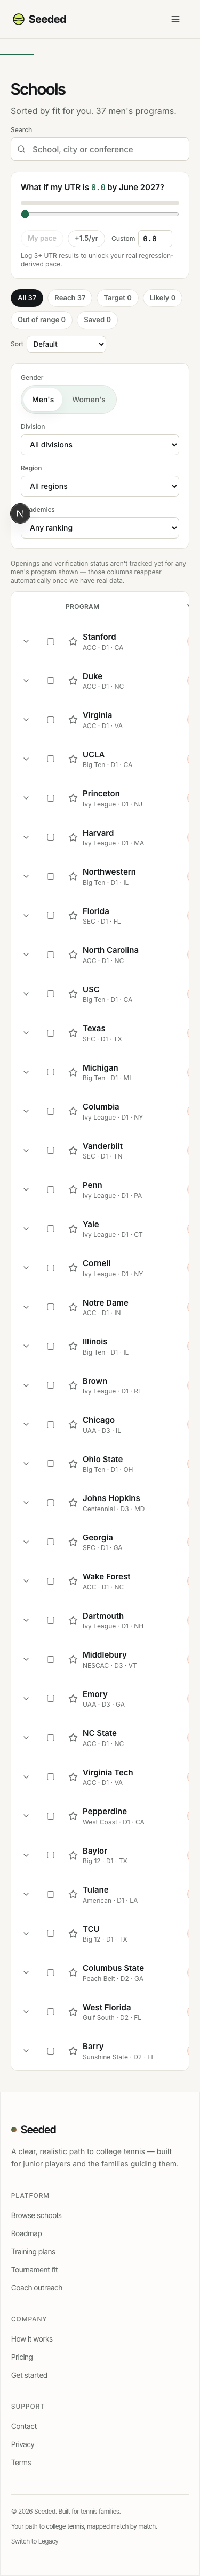 Seeded
Schools
Sorted by fit for you. 37 men's programs.
Search
School, city or conference
What if my UTR is 0.0 by June 2027?
My pace
+1.5/yr
Custom
0.0
Log 3+ UTR results to unlock your real regression-
derived pace.
All 37
Reach 37
Target 0
Likely 0
Out of range 0
Saved 0
Sort
Default
Gender
Men's
Women's
Division
All divisions
Region
All regions
N
Any ranking
Openings and verification status aren't tracked yet for any
men's program shown — those columns reappear
automatically once we have real data.
PROGRAM
Stanford
ACC · D1 · CA
Duke
ACC · D1 · NC
Virginia
ACC · D1 · VA
UCLA
Big Ten · D1 · CA
Princeton
Ivy League · D1 · NJ
Harvard
Ivy League · D1 · MA
Northwestern
Big Ten · D1 · IL
Florida
SEC · D1 · FL
North Carolina
ACC · D1 · NC
USC
Big Ten · D1 · CA
Texas
SEC · D1 · TX
Michigan
Big Ten · D1 · MI
Columbia
Ivy League · D1 · NY
Vanderbilt
SEC · D1 · TN
Penn
Ivy League · D1 · PA
Yale
Ivy League · D1 · CT
Cornell
Ivy League · D1 · NY
Notre Dame
ACC · D1 · IN
Illinois
Big Ten · D1 · IL
Brown
Ivy League · D1 · RI
Chicago
UAA · D3 · IL
Ohio State
Big Ten · D1 · OH
Johns Hopkins
Centennial · D3 · MD
Georgia
SEC · D1 · GA
Wake Forest
ACC · D1 · NC
Dartmouth
Ivy League · D1 · NH
Middlebury
NESCAC · D3 · VT
Emory
UAA · D3 · GA
NC State
ACC · D1 · NC
Virginia Tech
ACC · D1 · VA
Pepperdine
West Coast · D1 · CA
Baylor
Big 12 · D1 · TX
Tulane
American · D1 · LA
TCU
Big 12 · D1 · TX
Columbus State
Peach Belt · D2 · GA
West Florida
Gulf South · D2 · FL
Barry
Sunshine State · D2 · FL
Seeded
A clear, realistic path to college tennis — built
for junior players and the families guiding them.
PLATFORM
Browse schools
Roadmap
Training plans
Tournament fit
Coach outreach
COMPANY
How it works
Pricing
Get started
SUPPORT
Contact
Privacy
Terms
© 2026 Seeded. Built for tennis families.
Your path to college tennis, mapped match by match.
Switch to Legacy